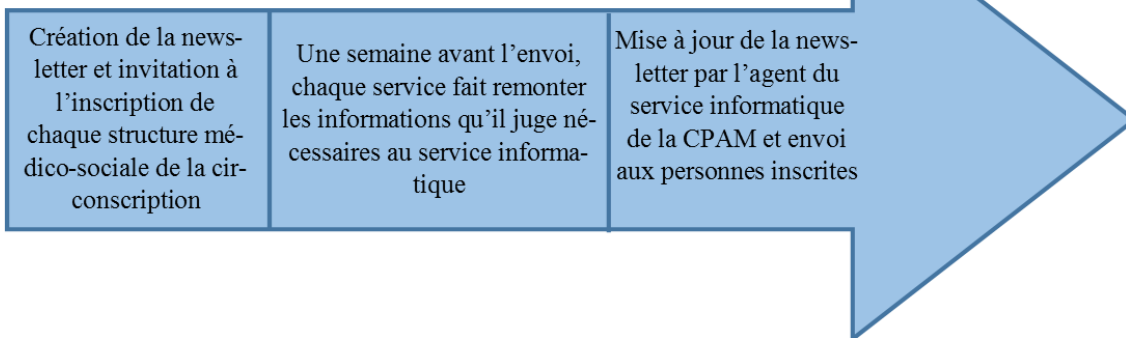 Création de la news-
letter et invitation à
l’inscription de
chaque structure mé-
dico-sociale de la cir-
conscription
Une semaine avant l’envoi,
chaque service fait remonter
les informations qu’il juge né-
cessaires au service informa-
tique
Mise à jour de la news-
letter par l’agent du
service informatique
de la CPAM et envoi
aux personnes inscrites